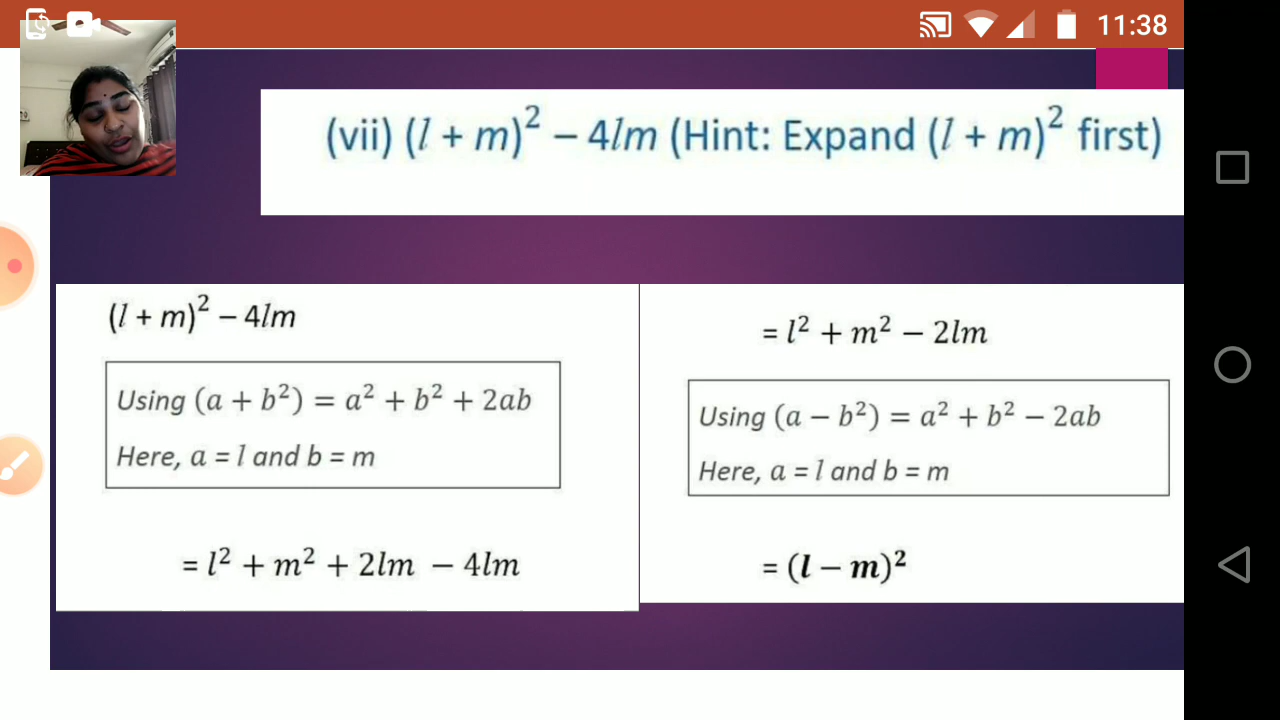 11:38
(vii) (l + m)² − 4lm (Hint: Expand (l + m)² first)
(l + m)² − 4lm
Using (a + b²) = a² + b² + 2ab
Here, a = l and b = m
= l² + m² + 2lm − 4lm
= l² + m² − 2lm
Using (a − b²) = a² + b² − 2ab
Here, a = l and b = m
= (l − m)²